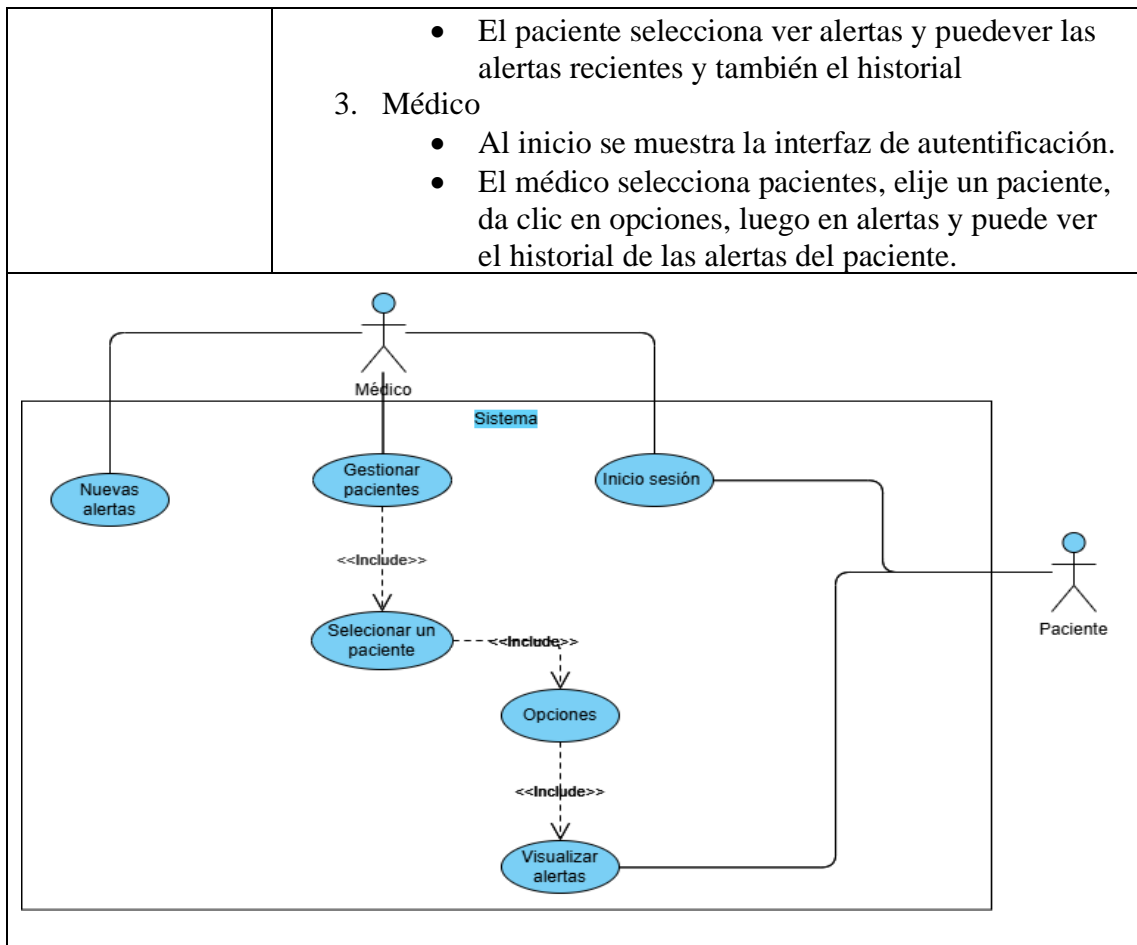 • El paciente selecciona ver alertas y puedever las
alertas recientes y también el historial
3. Médico
• Al inicio se muestra la interfaz de autentificación.
• El médico selecciona pacientes, elije un paciente,
da clic en opciones, luego en alertas y puede ver
el historial de las alertas del paciente.
Médico
Sistema
Nuevas
alertas
Gestionar
pacientes
Inicio sesión
<<Include>>
Paciente
Selecionar un
paciente
<<Include>>
Opciones
<<Include>>
Visualizar
alertas